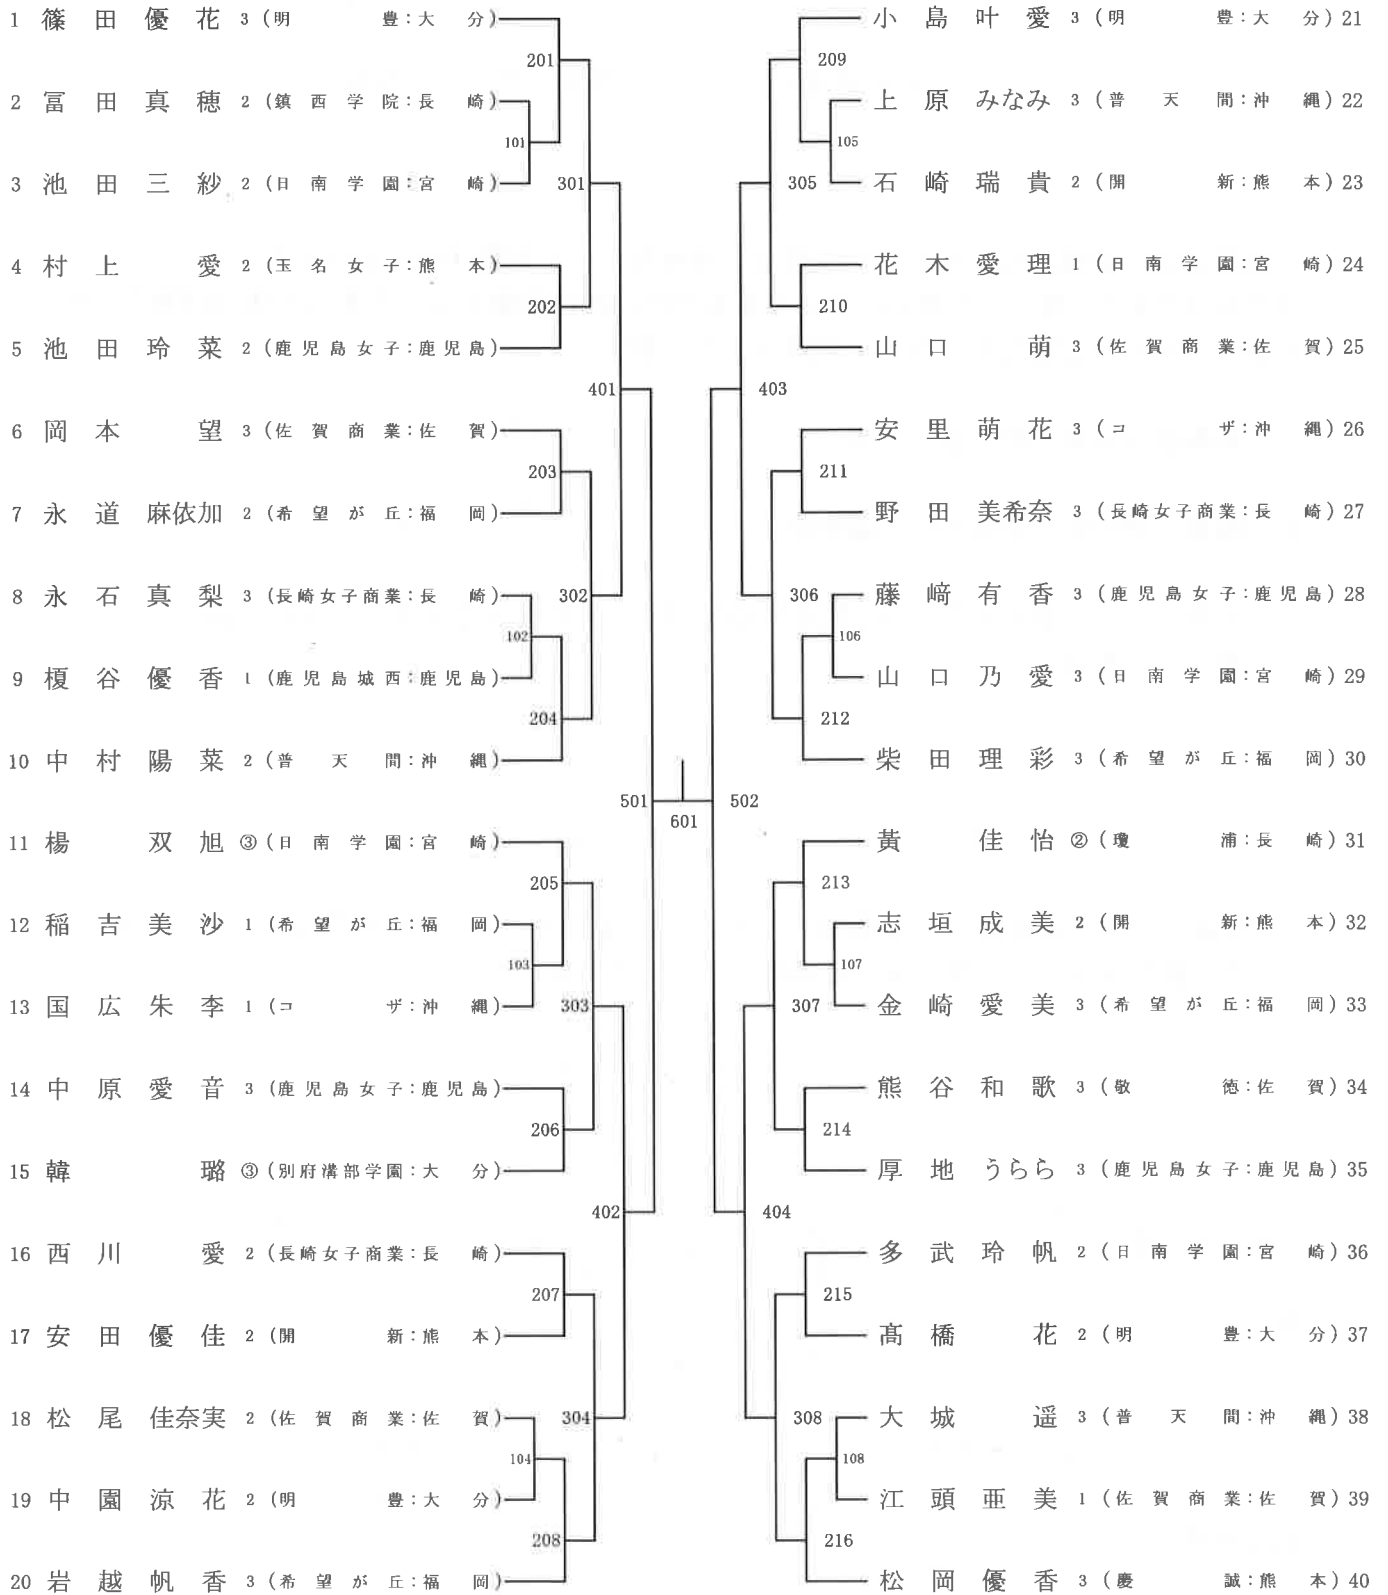 1 篠田優花 3 (明豊:大分)
2 冨田真穂 2 (鎮西学院:長崎)
3 池田三紗 2 (日南学園:宮崎)
4 村上愛 2 (玉名女子:熊本)
5 池田玲菜 2 (鹿児島女子:鹿児島)
6 岡本望 3 (佐賀商業:佐賀)
7 永道麻依加 2 (希望が丘:福岡)
8 永石真梨 3 (長崎女子商業:長崎)
9 榎谷優香 1 (鹿児島城西:鹿児島)
10 中村陽菜 2 (普天間:沖縄)
11 楊双旭 ③ (日南学園:宮崎)
12 稲吉美沙 1 (希望が丘:福岡)
13 国広朱李 1 (コザ:沖縄)
14 中原愛音 3 (鹿児島女子:鹿児島)
15 韓璐 ③ (別府溝部学園:大分)
16 西川愛 2 (長崎女子商業:長崎)
17 安田優佳 2 (開新:熊本)
18 松尾佳奈実 2 (佐賀商業:佐賀)
19 中園涼花 2 (明豊:大分)
20 岩越帆香 3 (希望が丘:福岡)
201
101
301
202
401
203
302
102
204
501
205
103
303
206
402
207
304
104
208
601
209
105
305
210
403
211
306
106
212
502
213
107
307
214
404
215
308
108
216
小島叶愛 3 (明豊:大分) 21
上原みなみ 3 (普天間:沖縄) 22
石崎瑞貴 2 (開新:熊本) 23
花木愛理 1 (日南学園:宮崎) 24
山口萌 3 (佐賀商業:佐賀) 25
安里萌花 3 (コザ:沖縄) 26
野田美希奈 3 (長崎女子商業:長崎) 27
藤﨑有香 3 (鹿児島女子:鹿児島) 28
山口乃愛 3 (日南学園:宮崎) 29
柴田理彩 3 (希望が丘:福岡) 30
黃佳怡 ② (瓊浦:長崎) 31
志垣成美 2 (開新:熊本) 32
金崎愛美 3 (希望が丘:福岡) 33
熊谷和歌 3 (敬徳:佐賀) 34
厚地うらら 3 (鹿児島女子:鹿児島) 35
多武玲帆 2 (日南学園:宮崎) 36
髙橋花 2 (明豊:大分) 37
大城遥 3 (普天間:沖縄) 38
江頭亜美 1 (佐賀商業:佐賀) 39
松岡優香 3 (慶誠:熊本) 40